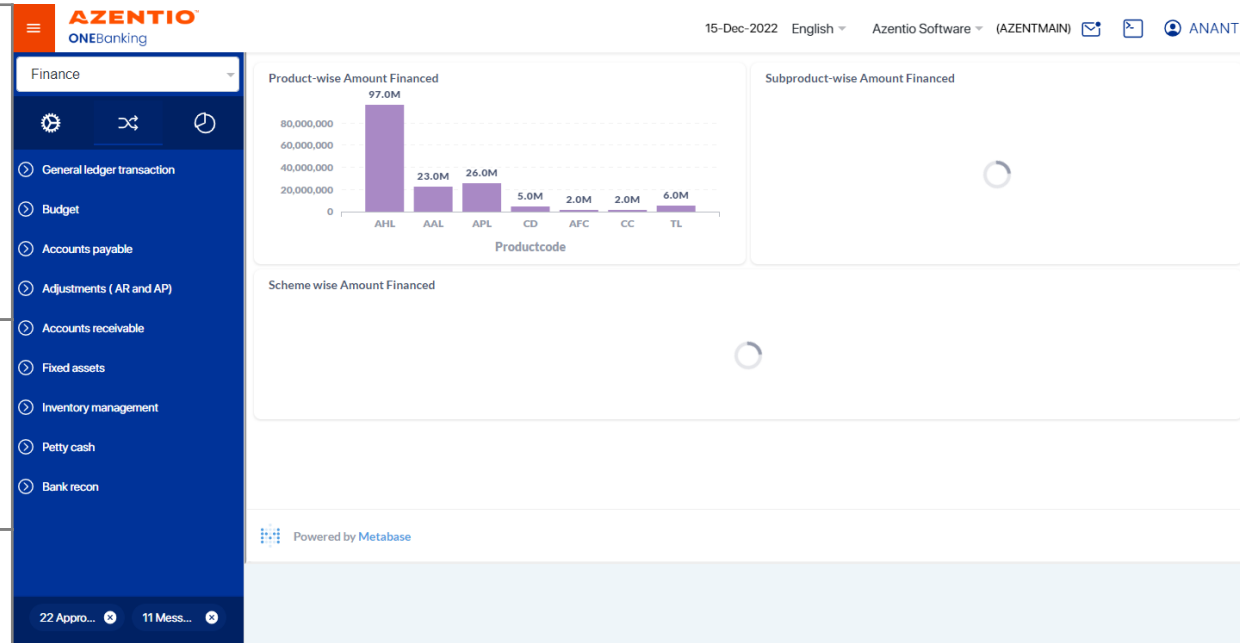 AZENTIO
ONEBanking
15-Dec-2022 English Azentio Software (AZENTMAIN) ANANT
Finance
General ledger transaction
Budget
Accounts payable
Adjustments ( AR and AP)
Accounts receivable
Fixed assets
Inventory management
Petty cash
Bank recon
22 Appro... 11 Mess...
Product-wise Amount Financed
97.0M
80,000,000
60,000,000
40,000,000
20,000,000
0
23.0M 26.0M 5.0M 2.0M 2.0M 6.0M
AHL AAL APL CD AFC CC TL
Productcode
Subproduct-wise Amount Financed
Scheme wise Amount Financed
Powered by Metabase